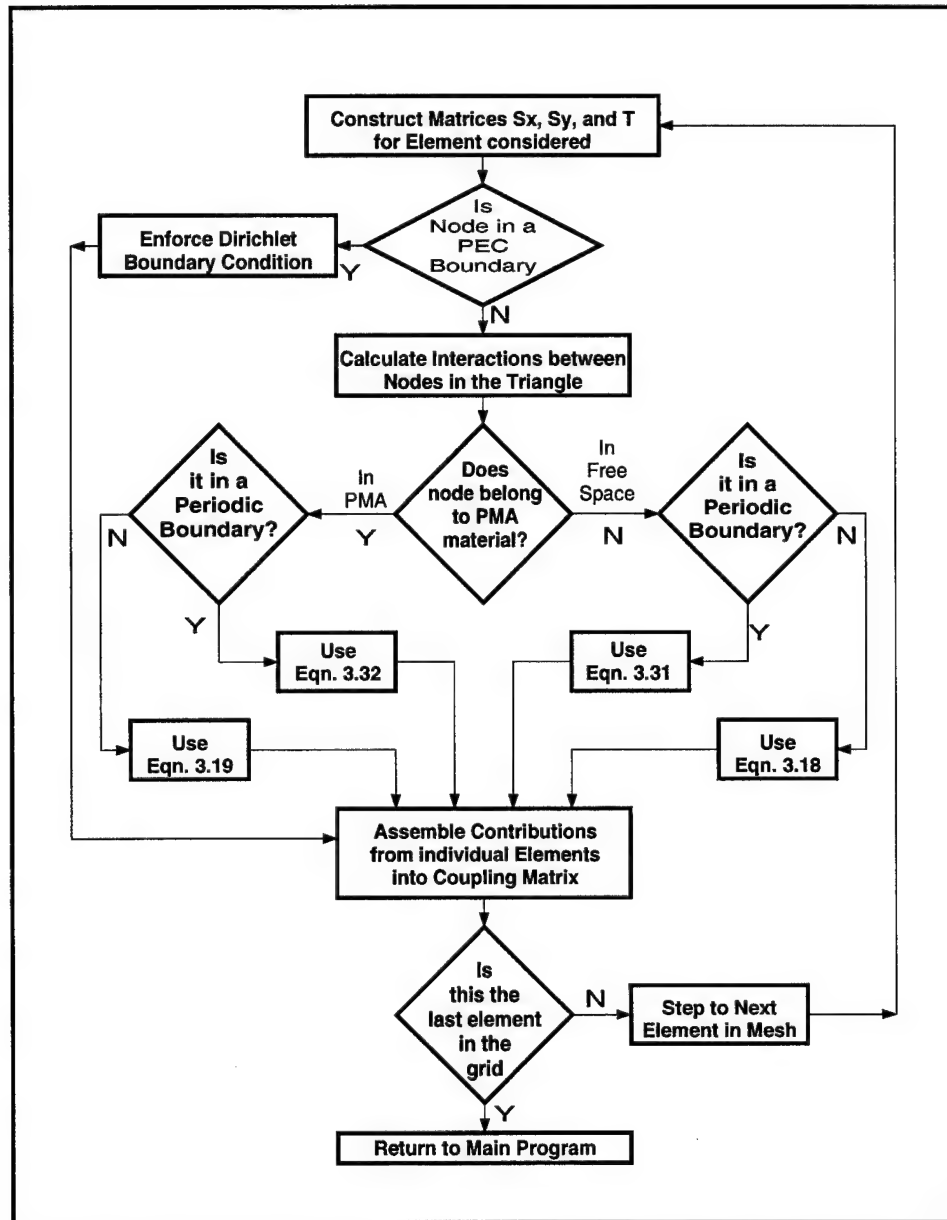 Construct Matrices Sx, Sy, and T
for Element considered
Is
Node in a
PEC
Boundary
Enforce Dirichlet
Boundary Condition
Y
N
Calculate Interactions between
Nodes in the Triangle
Is
it in a
Periodic
Boundary?
In
PMA
Y
Does
node belong
to PMA
material?
In
Free
Space
N
Is
it in a
Periodic
Boundary?
N
N
Y
Y
Use
Eqn. 3.32
Use
Eqn. 3.31
Use
Eqn. 3.19
Use
Eqn. 3.18
Assemble Contributions
from individual Elements
into Coupling Matrix
Is
this the
last element
in the
grid
N
Step to Next
Element in Mesh
Y
Return to Main Program